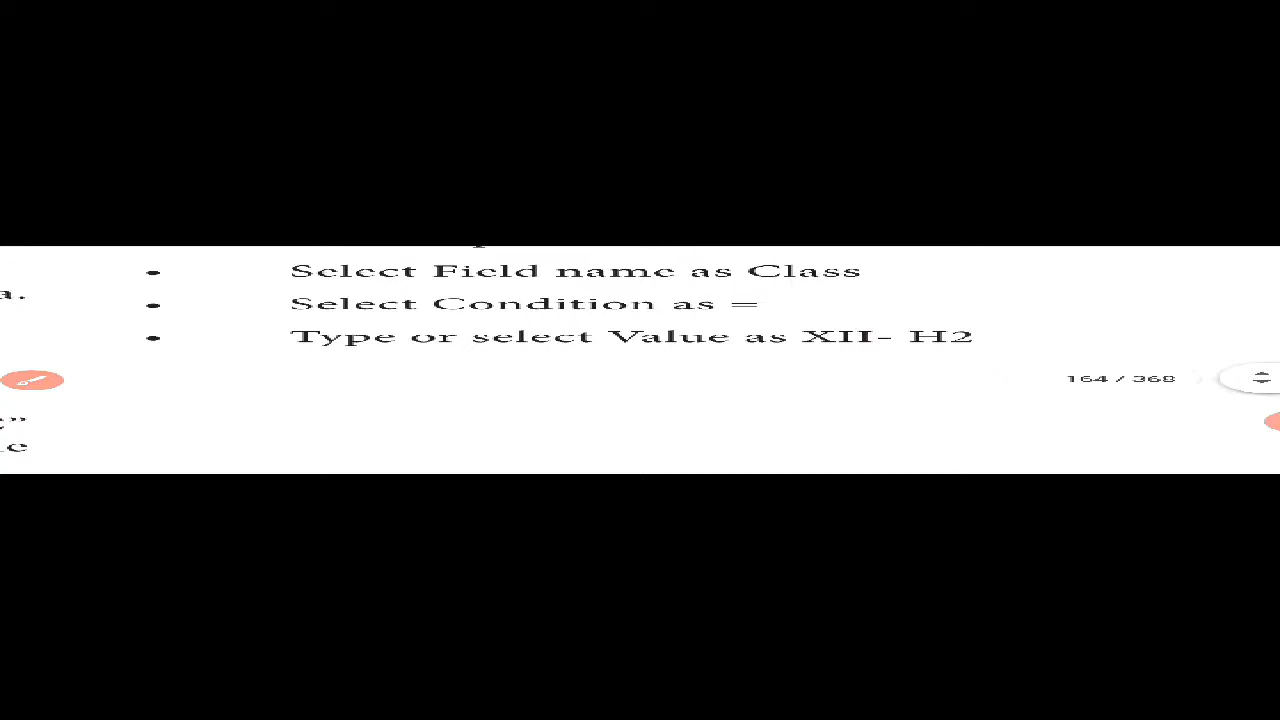 Select Field name as Class
a.
Select Condition as =
Type or select Value as XII- H2
164 / 368
e”